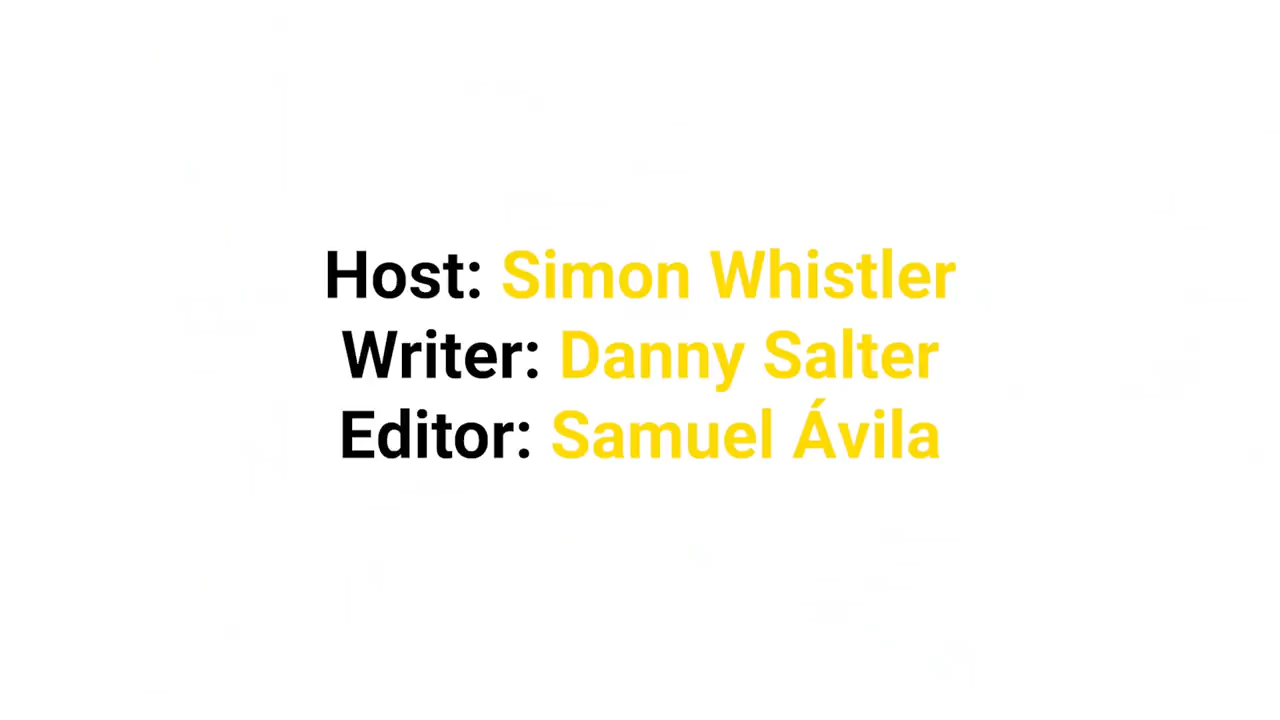 Host: Simon Whistler
Writer: Danny Salter
Editor: Samuel Ávila